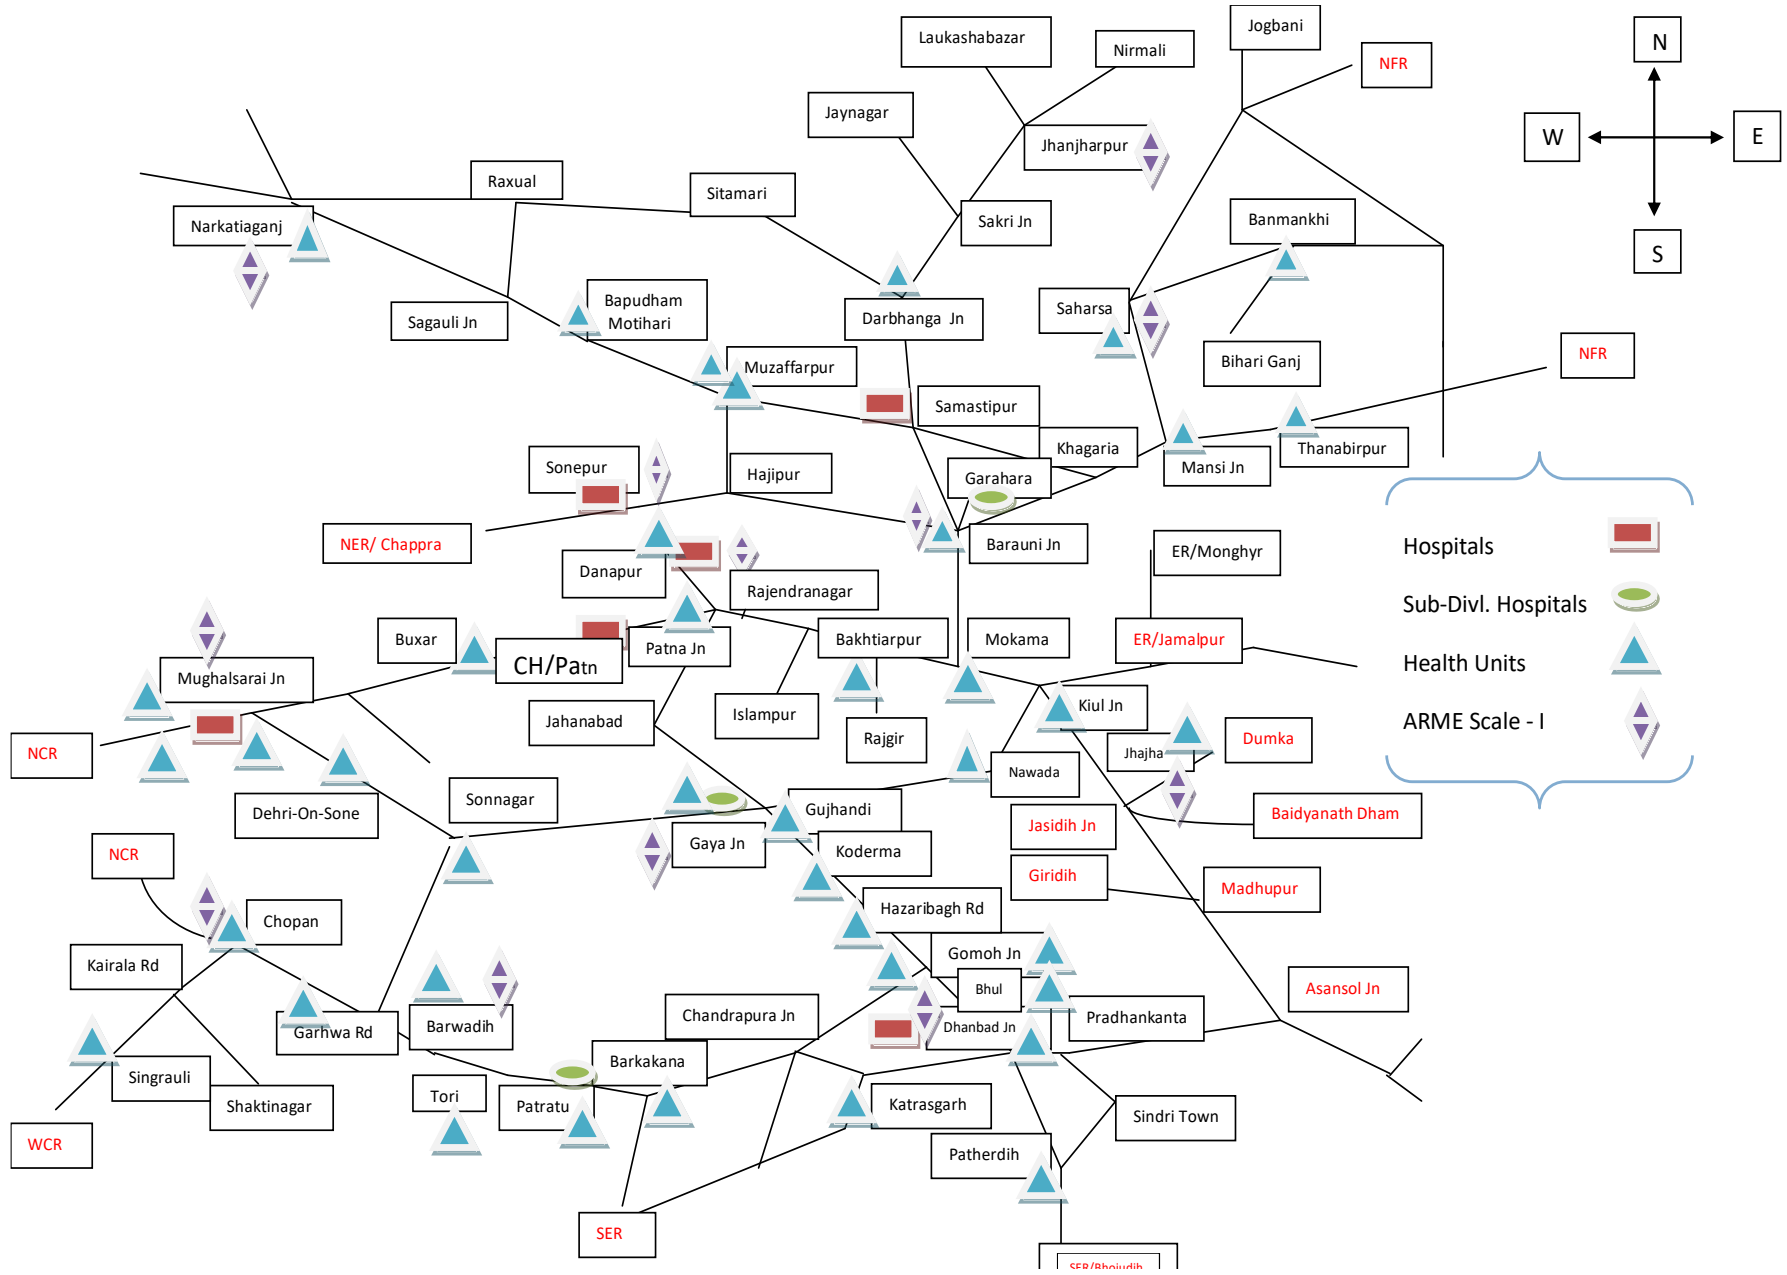 Jogbani
Laukashabazar
Nirmali
N
NFR
Jaynagar
W
E
Jhanjharpur
Raxual
Sitamari
Narkatiaganj
Sakri Jn
Banmankhi
S
Bapudham
Motihari
Sagauli Jn
Darbhanga Jn
Saharsa
Bihari Ganj
NFR
Muzaffarpur
Samastipur
Khagaria
Thanabirpur
Sonepur
Hajipur
Garahara
Mansi Jn
NER/ Chappra
Barauni Jn
ER/Monghyr
Hospitals
Danapur
Rajendranagar
Sub-Divl. Hospitals
Buxar
Patna Jn
Bakhtiarpur
Mokama
ER/Jamalpur
CH/Patn
Health Units
Mughalsarai Jn
Jahanabad
Islampur
Rajgir
Kiul Jn
ARME Scale - I
NCR
Jhajha
Dumka
Nawada
Dehri-On-Sone
Sonnagar
Gujhandi
Jasidih Jn
Baidyanath Dham
NCR
Gaya Jn
Koderma
Giridih
Madhupur
Chopan
Hazaribagh Rd
Kairala Rd
Gomoh Jn
Bhul
Asansol Jn
Garhwa Rd
Barwadih
Chandrapura Jn
Dhanbad Jn
Pradhankanta
Singrauli
Barkakana
Shaktinagar
Tori
Patratu
Katrasgarh
Sindri Town
WCR
Patherdih
SER
SER/Bhojudih